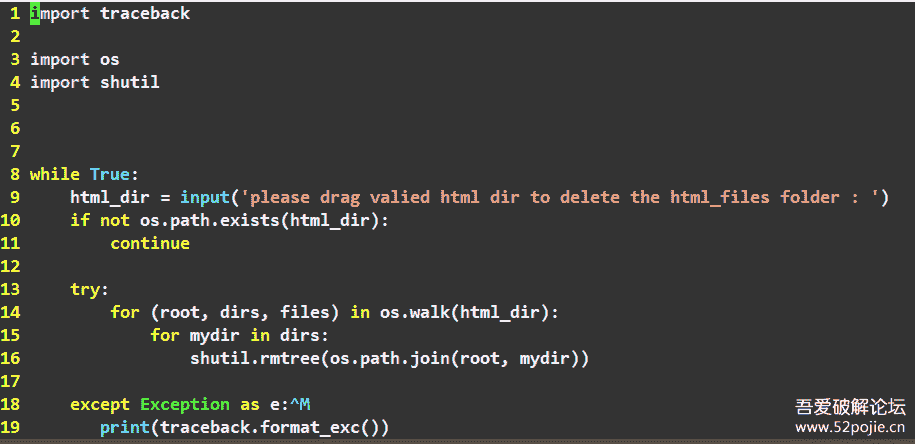 1 import traceback
2
3 import os
4 import shutil
5
6
7
8 while True:
9     html_dir = input('please drag valied html dir to delete the html_files folder : ')
10     if not os.path.exists(html_dir):
11         continue
12
13     try:
14         for (root, dirs, files) in os.walk(html_dir):
15             for mydir in dirs:
16                 shutil.rmtree(os.path.join(root, mydir))
17
18     except Exception as e:^M
19        print(traceback.format_exc())
吾爱破解论坛
www.52pojie.cn